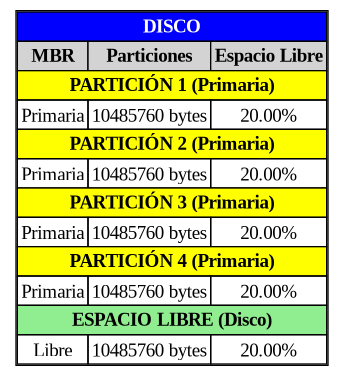 DISCO
MBR Particiones Espacio Libre
PARTICIÓN 1 (Primaria)
Primaria 10485760 bytes 20.00%
PARTICIÓN 2 (Primaria)
Primaria 10485760 bytes 20.00%
PARTICIÓN 3 (Primaria)
Primaria 10485760 bytes 20.00%
PARTICIÓN 4 (Primaria)
Primaria 10485760 bytes 20.00%
ESPACIO LIBRE (Disco)
Libre 10485760 bytes 20.00%